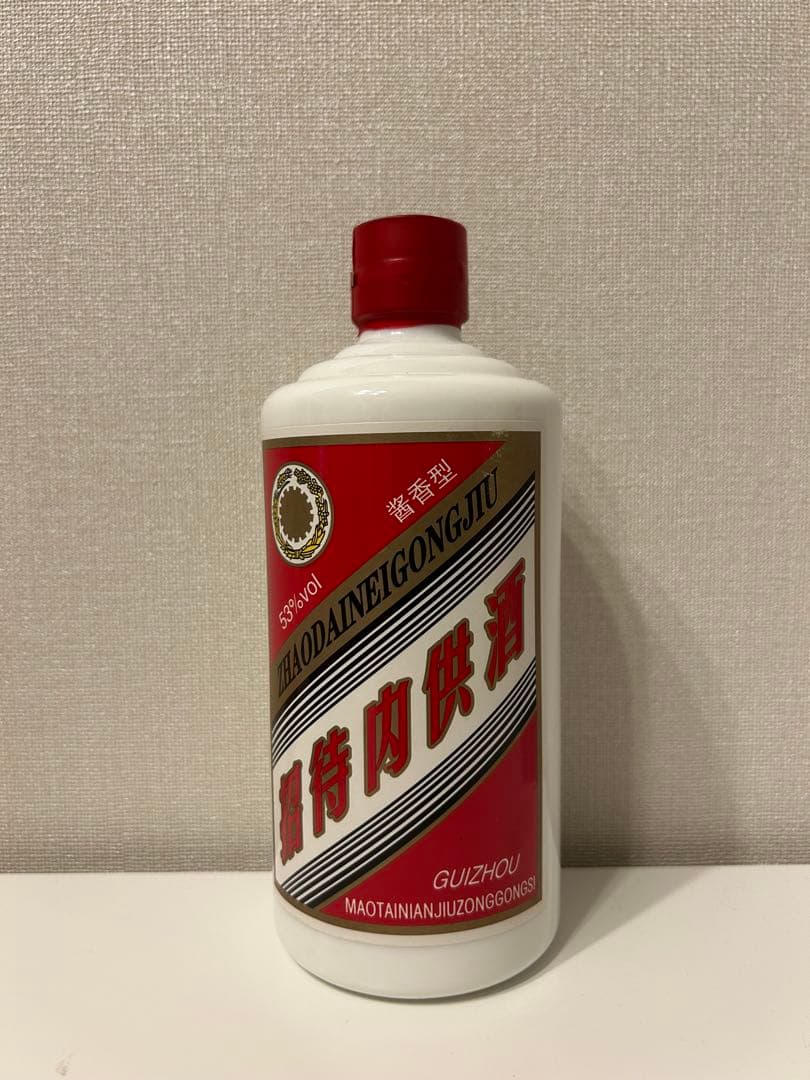 酱香型
53%vol
ZHAODAINEIGONGJIU
招待内供酒
GUIZHOU
MAOTAINIANJIUZONGGONGSI